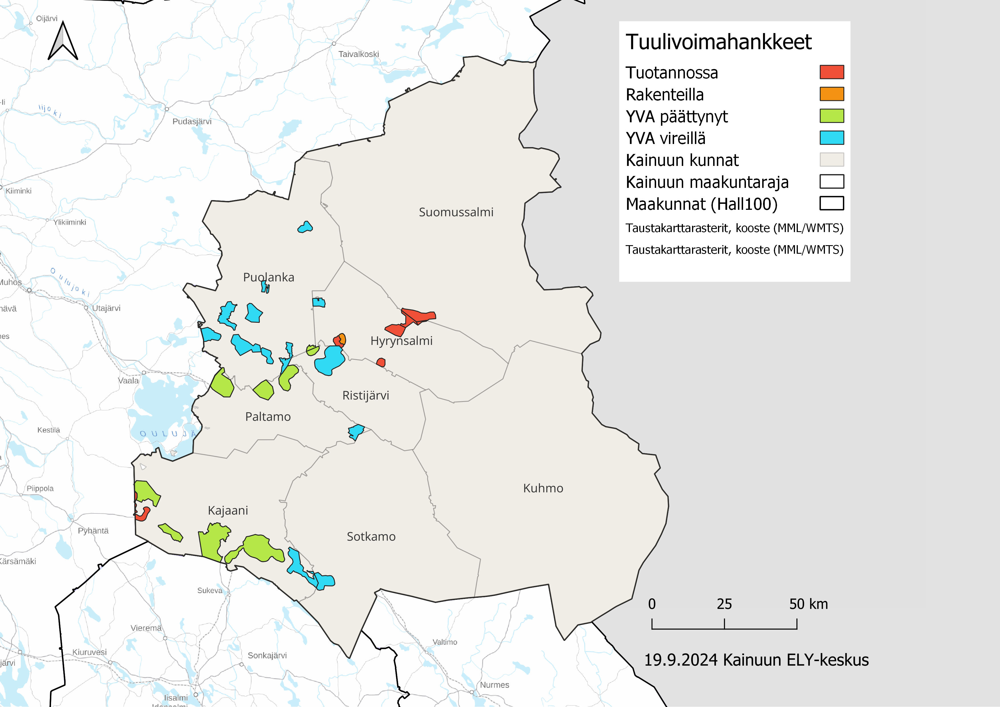 Oijärvi
Taivalkoski
-Ii
Iijoki
Pudasjärvi
Kiiminki
Ylikiiminki
Oulujoki
Muhos
Utajärvi
Vaala
OULUJÄ
Kestilä
Piippola
Pyhäntä
Kärsämäki
Sukeva
Vieremä
Kiuruvesi
Sonkajärvi
järvi
Iisalmi
Valtimo
Nurmes
Suomussalmi
Puolanka
Hyrynsalmi
Ristijärvi
Paltamo
Kuhmo
Kajaani
Sotkamo
Tuulivoimahankkeet
Tuotannossa
Rakenteilla
YVA päättynyt
YVA vireillä
Kainuun kunnat
Kainuun maakuntaraja
Maakunnat (Hall100)
Taustakarttarasterit, kooste (MML/WMTS)
Taustakarttarasterit, kooste (MML/WMTS)
0 25 50 km
19.9.2024 Kainuun ELY-keskus